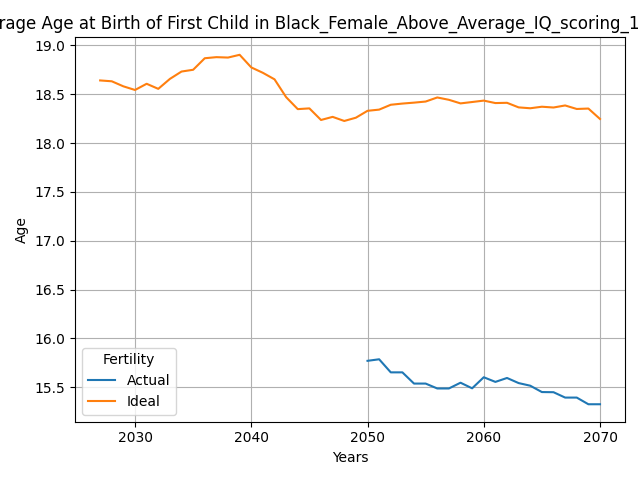 rage Age at Birth of First Child in Black_Female_Above_Average_IQ_scoring_1
19.0
18.5
18.0
17.5
17.0
16.5
16.0
15.5
Age
Fertility
Actual
Ideal
2030 2040 2050 2060 2070
Years